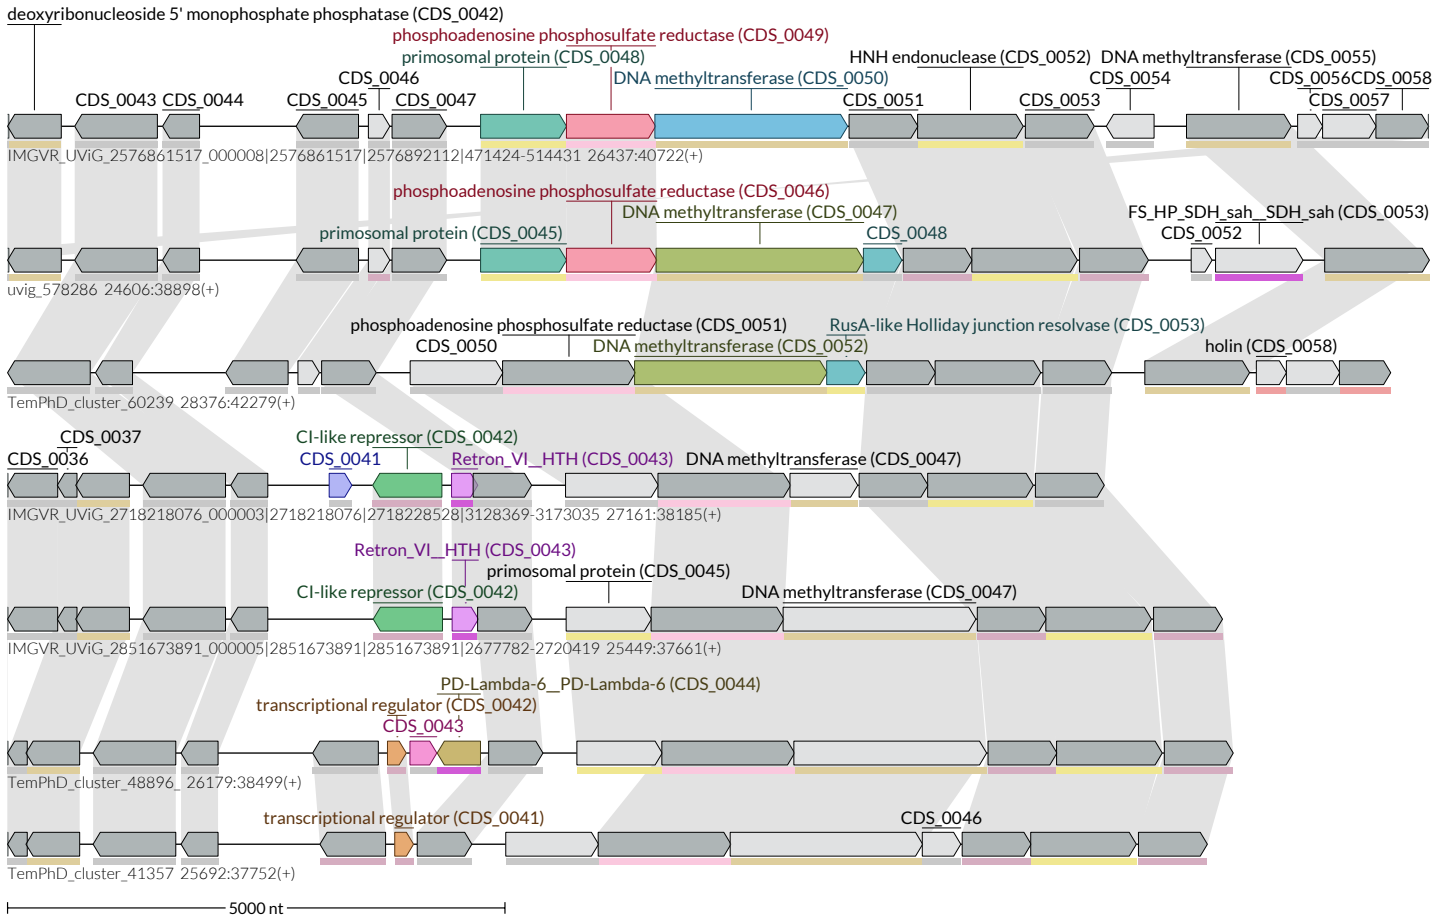 deoxyribonucleoside 5' monophosphate phosphatase (CDS_0042)
phosphoadenosine phosphosulfate reductase (CDS_0049)
primosomal protein (CDS_0048) HNH endonuclease (CDS_0052) DNA methyltransferase (CDS_0055)
CDS_0046 DNA methyltransferase (CDS_0050) CDS_0054 CDS_0056 CDS_0058
CDS_0043 CDS_0044 CDS_0045 CDS_0047 CDS_0051 CDS_0053 CDS_0057
IMGVR_UViG_2576861517_000008|2576861517|2576892112|471424-514431 26437:40722(+)
phosphoadenosine phosphosulfate reductase (CDS_0046)
DNA methyltransferase (CDS_0047) FS_HP_SDH_sah__SDH_sah (CDS_0053)
primosomal protein (CDS_0045) CDS_0048 CDS_0052
uvig_578286 24606:38898(+)
phosphoadenosine phosphosulfate reductase (CDS_0051) RusA-like Holliday junction resolvase (CDS_0053)
CDS_0050 DNA methyltransferase (CDS_0052) holin (CDS_0058)
TemPhD_cluster_60239 28376:42279(+)
CDS_0037 CI-like repressor (CDS_0042)
CDS_0036 CDS_0041 Retron_VI__HTH (CDS_0043) DNA methyltransferase (CDS_0047)
IMGVR_UViG_2718218076_000003|2718218076|2718228528|3128369-3173035 27161:38185(+)
Retron_VI__HTH (CDS_0043)
primosomal protein (CDS_0045)
CI-like repressor (CDS_0042) DNA methyltransferase (CDS_0047)
IMGVR_UViG_2851673891_000005|2851673891|2851673891|2677782-2720419 25449:37661(+)
PD-Lambda-6__PD-Lambda-6 (CDS_0044)
transcriptional regulator (CDS_0042)
CDS_0043
TemPhD_cluster_48896_ 26179:38499(+)
transcriptional regulator (CDS_0041) CDS_0046
TemPhD_cluster_41357 25692:37752(+)
5000 nt